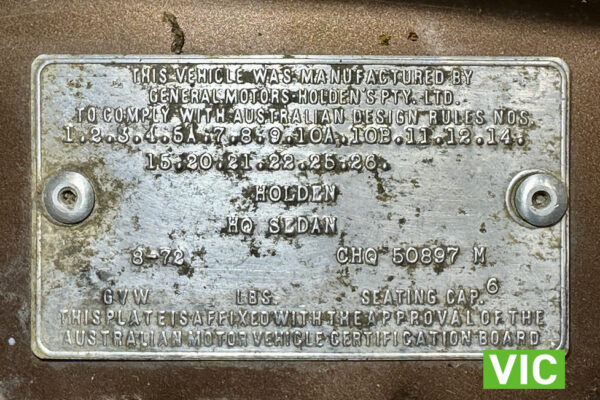 THIS VEHICLE WAS MANUFACTURED BY
GENERAL MOTORS-HOLDEN'S PTY. LTD.
TO COMPLY WITH AUSTRALIAN DESIGN RULES NOS.
1.2.3.4.5A.7.8.9.10A.10B.11.12.14.
15.20.21.22.25.26.
HOLDEN
HQ SEDAN
8-72 CHQ 50897 M
GVW LBS. SEATING CAP. 6
THIS PLATE IS AFFIXED WITH THE APPROVAL OF THE
AUSTRALIAN MOTOR VEHICLE CERTIFICATION BOARD
VIC